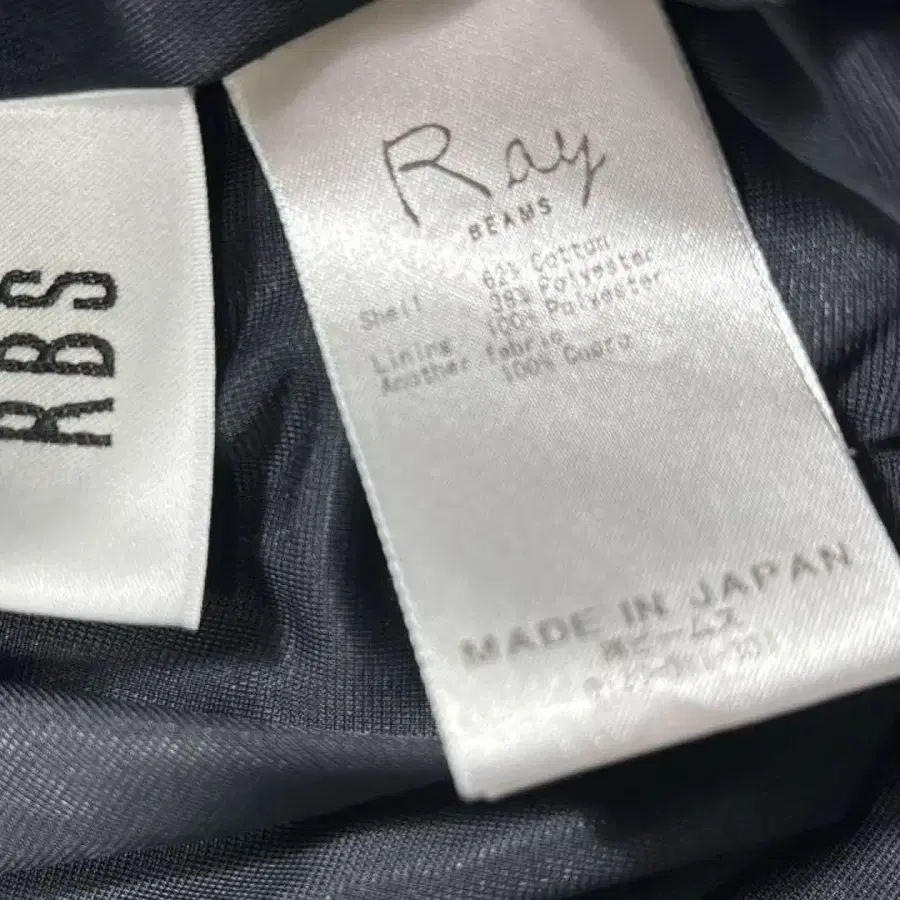 RBS
Ray
BEAMS
Shell 62% Cotton
38% Polyester
Lining 100% Polyester
Another fabric
100% Cupro
MADE IN JAPAN
㈱ビームス